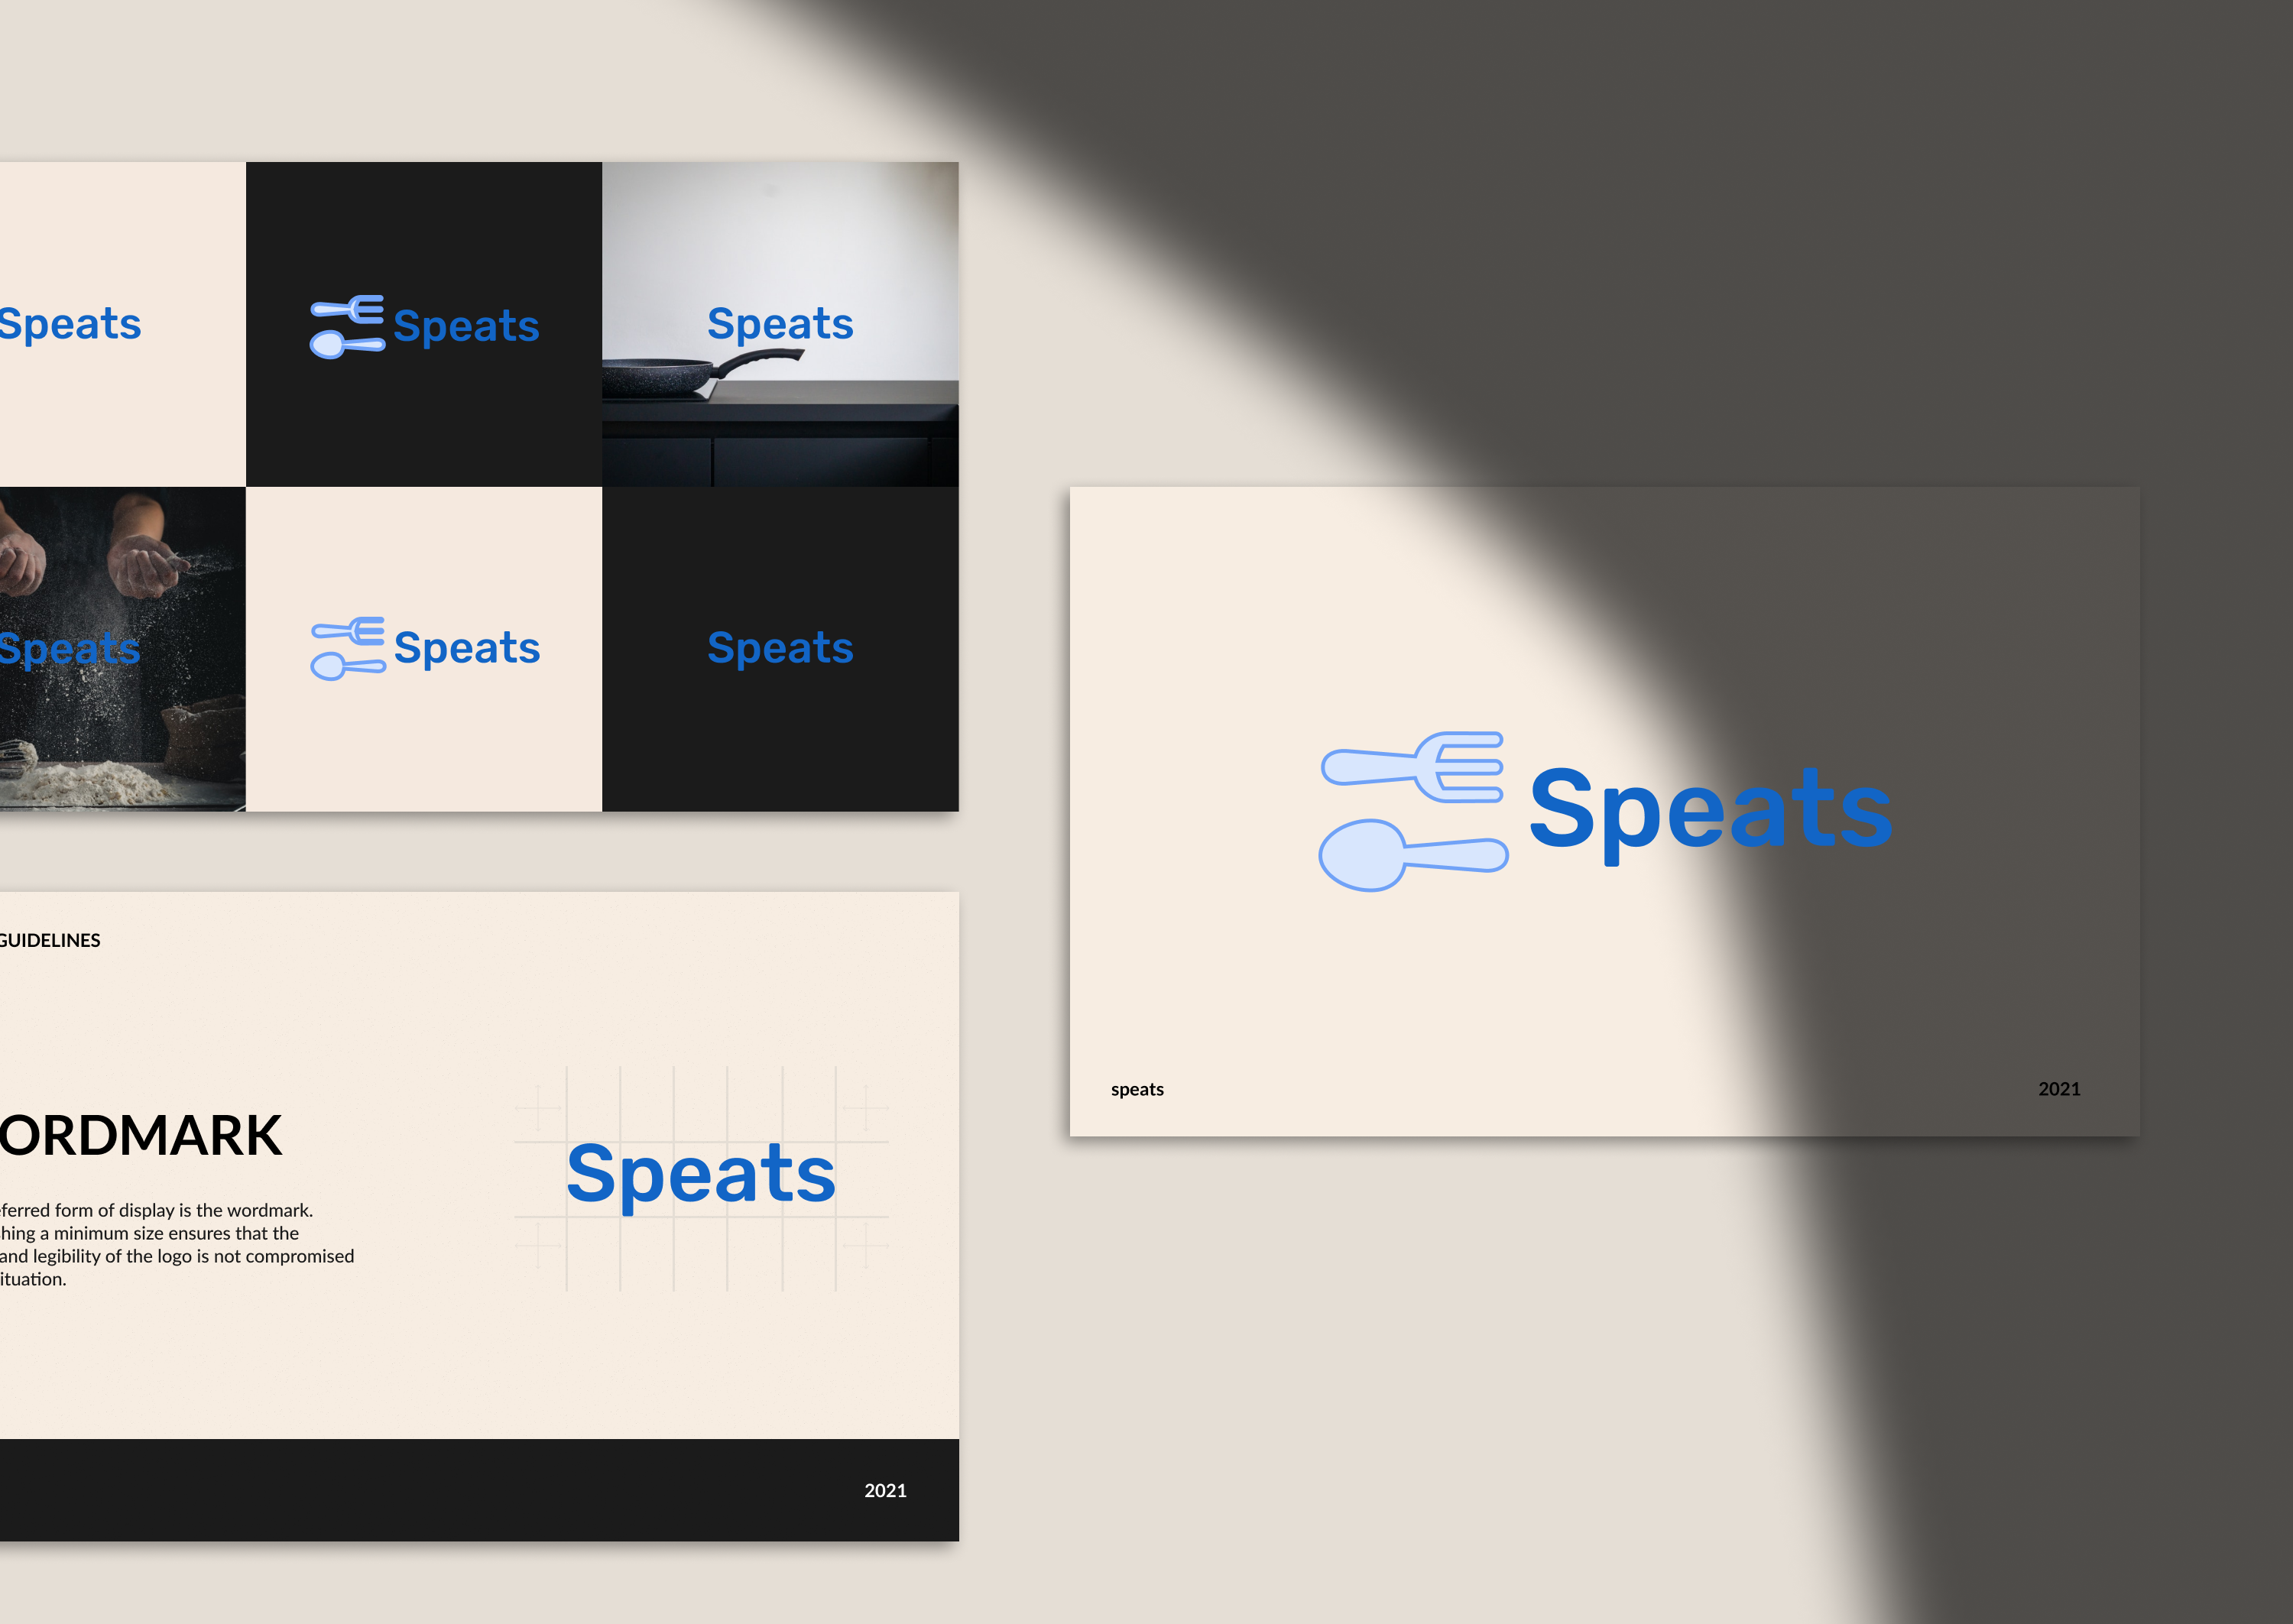 Speats
Speats
Speats
Speats
Speats
Speats
GUIDELINES
ORDMARK
ferred form of display is the wordmark.
hing a minimum size ensures that the
and legibility of the logo is not compromised
ituation.
Speats
2021
Speats
speats
2021